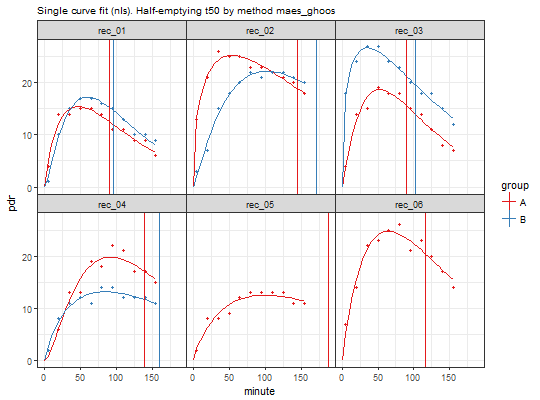 Single curve fit (nls). Half-emptying t50 by method maes_ghoos
rec_01 rec_02 rec_03
20
10
0
pdr
rec_04 rec_05 rec_06
20
10
0
0 50 100 150 0 50 100 150 0 50 100 150
minute
group
A
B